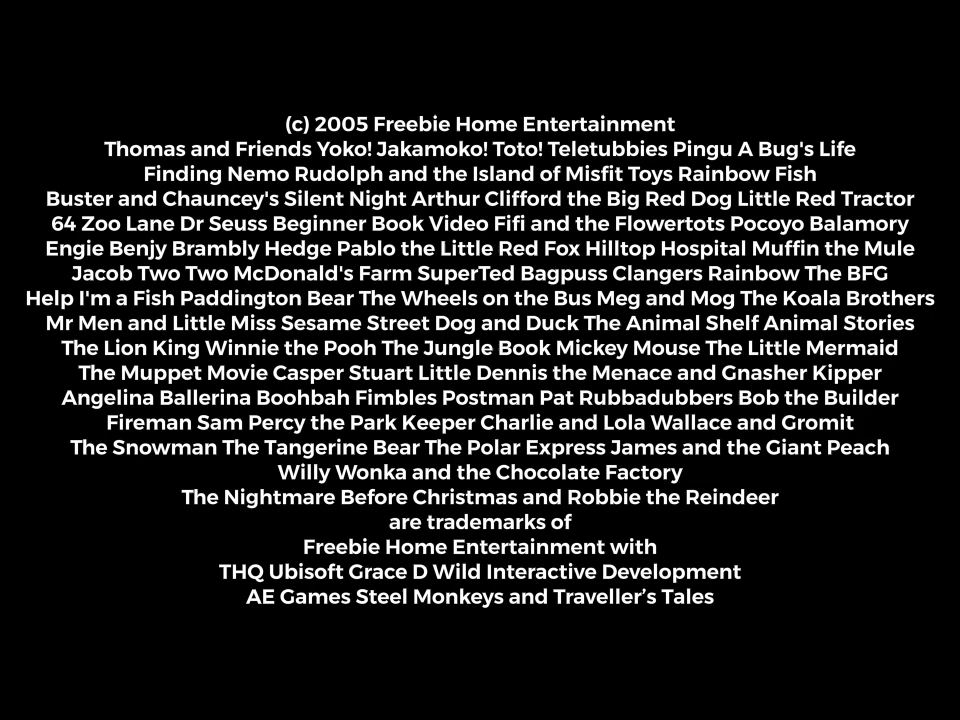 (c) 2005 Freebie Home Entertainment
Thomas and Friends Yoko! Jakamoko! Toto! Teletubbies Pingu A Bug's Life
Finding Nemo Rudolph and the Island of Misfit Toys Rainbow Fish
Buster and Chauncey's Silent Night Arthur Clifford the Big Red Dog Little Red Tractor
64 Zoo Lane Dr Seuss Beginner Book Video Fifi and the Flowertots Pocoyo Balamory
Engie Benjy Brambly Hedge Pablo the Little Red Fox Hilltop Hospital Muffin the Mule
Jacob Two Two McDonald's Farm SuperTed Bagpuss Clangers Rainbow The BFG
Help I'm a Fish Paddington Bear The Wheels on the Bus Meg and Mog The Koala Brothers
Mr Men and Little Miss Sesame Street Dog and Duck The Animal Shelf Animal Stories
The Lion King Winnie the Pooh The Jungle Book Mickey Mouse The Little Mermaid
The Muppet Movie Casper Stuart Little Dennis the Menace and Gnasher Kipper
Angelina Ballerina Boohbah Fimbles Postman Pat Rubbadubbers Bob the Builder
Fireman Sam Percy the Park Keeper Charlie and Lola Wallace and Gromit
The Snowman The Tangerine Bear The Polar Express James and the Giant Peach
Willy Wonka and the Chocolate Factory
The Nightmare Before Christmas and Robbie the Reindeer
are trademarks of
Freebie Home Entertainment with
THQ Ubisoft Grace D Wild Interactive Development
AE Games Steel Monkeys and Traveller’s Tales